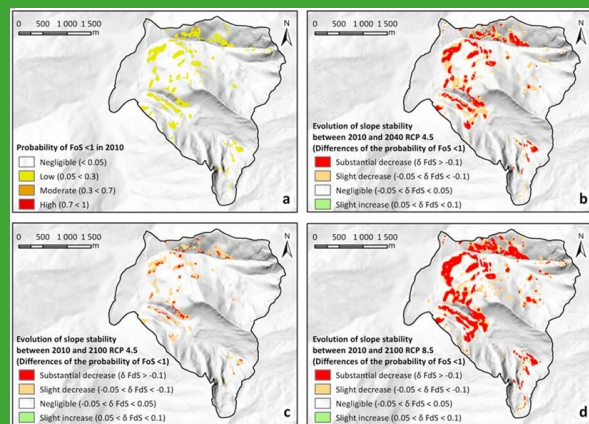 0 500 1 000 1 500
m
N
Probability of FoS <1 in 2010
Negligible (< 0.05)
Low (0.05 < 0.3)
Moderate (0.3 < 0.7)
High (0.7 < 1)
a
0 500 1 000 1 500
m
N
Evolution of slope stability
between 2010 and 2040 RCP 4.5
(Differences of the probability of FoS <1)
Substantial decrease (δ FdS > -0.1)
Slight decrease (-0.05 < δ FdS < -0.1)
Negligible (-0.05 < δ FdS < 0.05)
Slight increase (0.05 < δ FdS < 0.1)
b
0 500 1 000 1 500
m
N
Evolution of slope stability
between 2010 and 2100 RCP 4.5
(Differences of the probability of FoS <1)
Substantial decrease (δ FdS > -0.1)
Slight decrease (-0.05 < δ FdS < -0.1)
Negligible (-0.05 < δ FdS < 0.05)
Slight increase (0.05 < δ FdS < 0.1)
c
0 500 1 000 1 500
m
N
Evolution of slope stability
between 2010 and 2100 RCP 8.5
(Differences of the probability of FoS <1)
Substantial decrease (δ FdS > -0.1)
Slight decrease (-0.05 < δ FdS < -0.1)
Negligible (-0.05 < δ FdS < 0.05)
Slight increase (0.05 < δ FdS < 0.1)
d